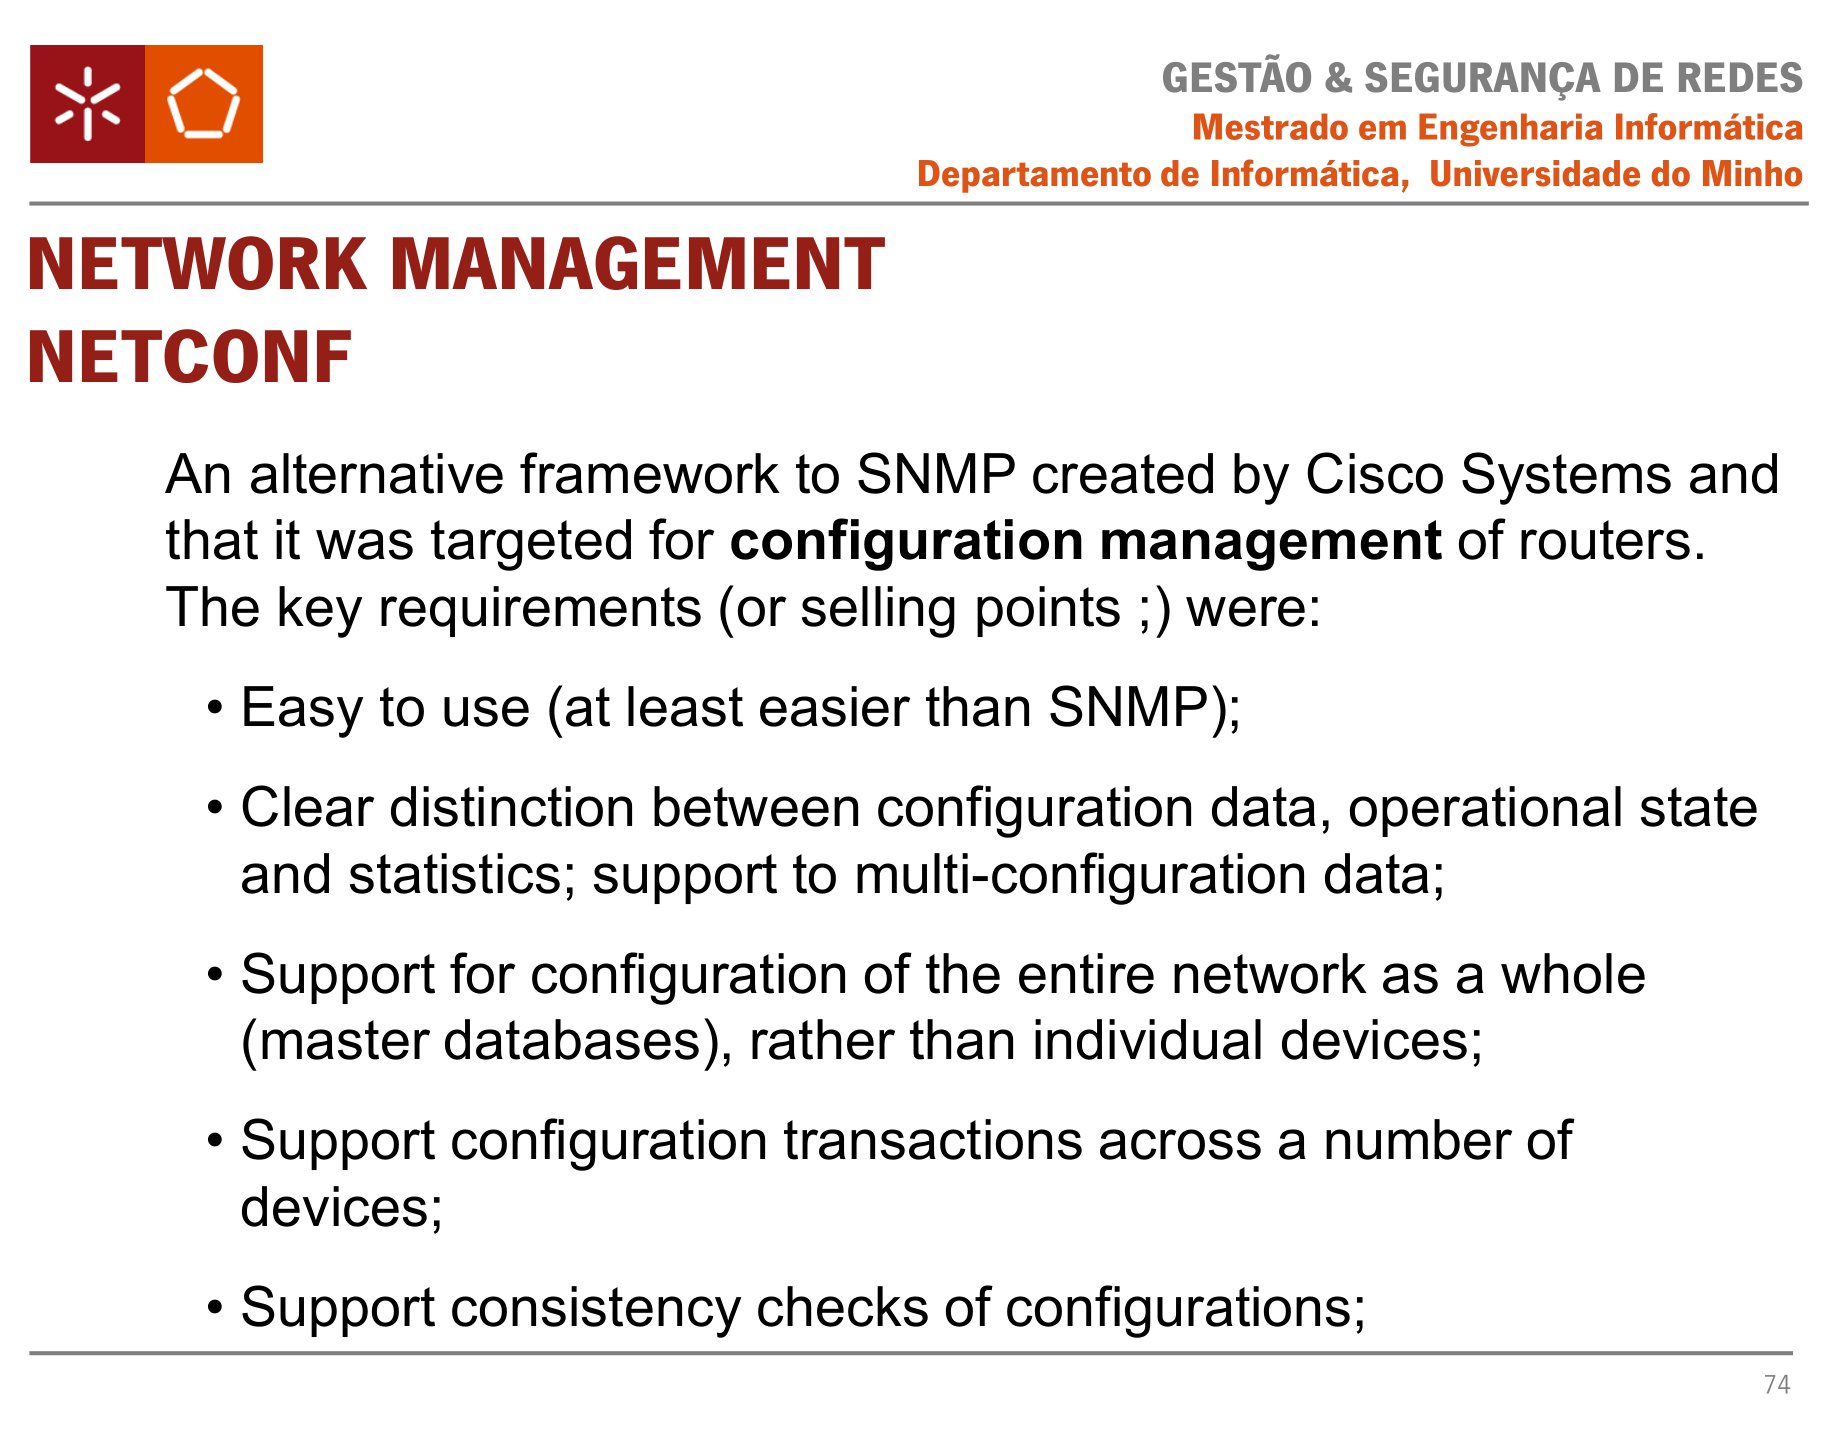 GESTÃO & SEGURANÇA DE REDES
Mestrado em Engenharia Informática
Departamento de Informática, Universidade do Minho
NETWORK MANAGEMENT
NETCONF
An alternative framework to SNMP created by Cisco Systems and
that it was targeted for configuration management of routers.
The key requirements (or selling points ;) were:
• Easy to use (at least easier than SNMP);
• Clear distinction between configuration data, operational state
and statistics; support to multi-configuration data;
• Support for configuration of the entire network as a whole
(master databases), rather than individual devices;
• Support configuration transactions across a number of
devices;
• Support consistency checks of configurations;
74